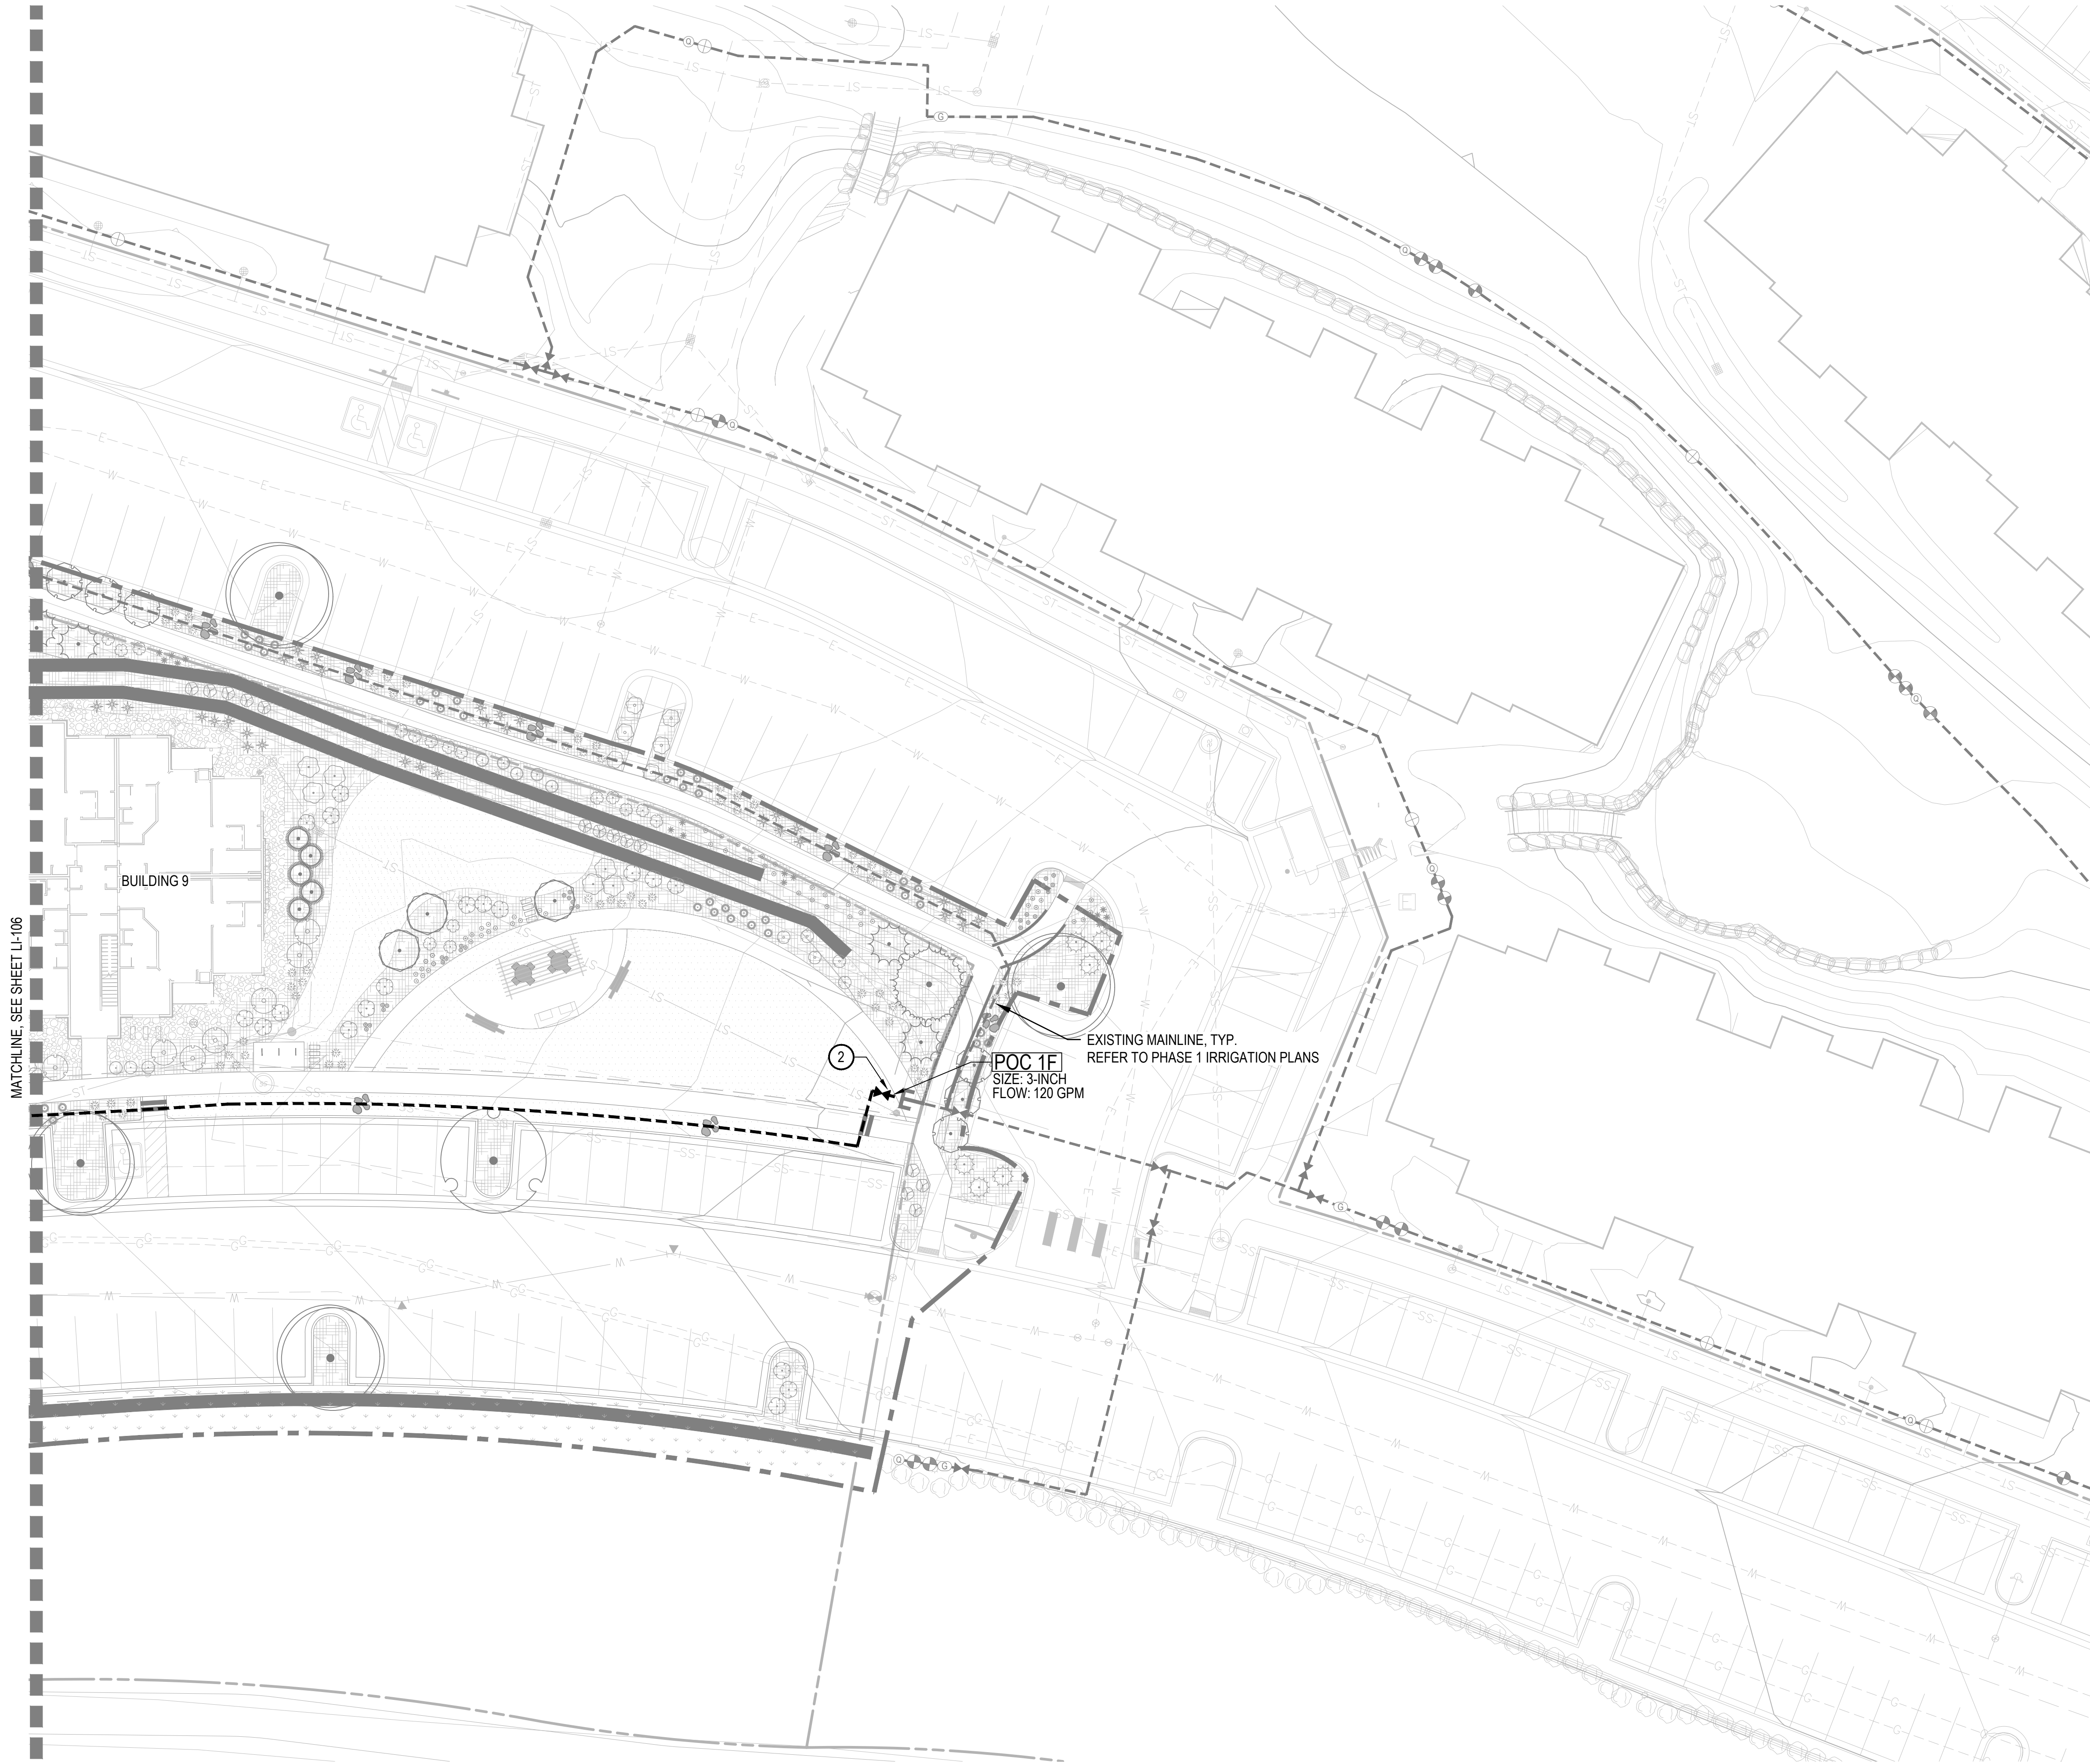 BUILDING 9
MATCHLINE, SEE SHEET LI-106
EXISTING MAINLINE, TYP.
REFER TO PHASE 1 IRRIGATION PLANS
2
POC 1F
SIZE: 3-INCH
FLOW: 120 GPM